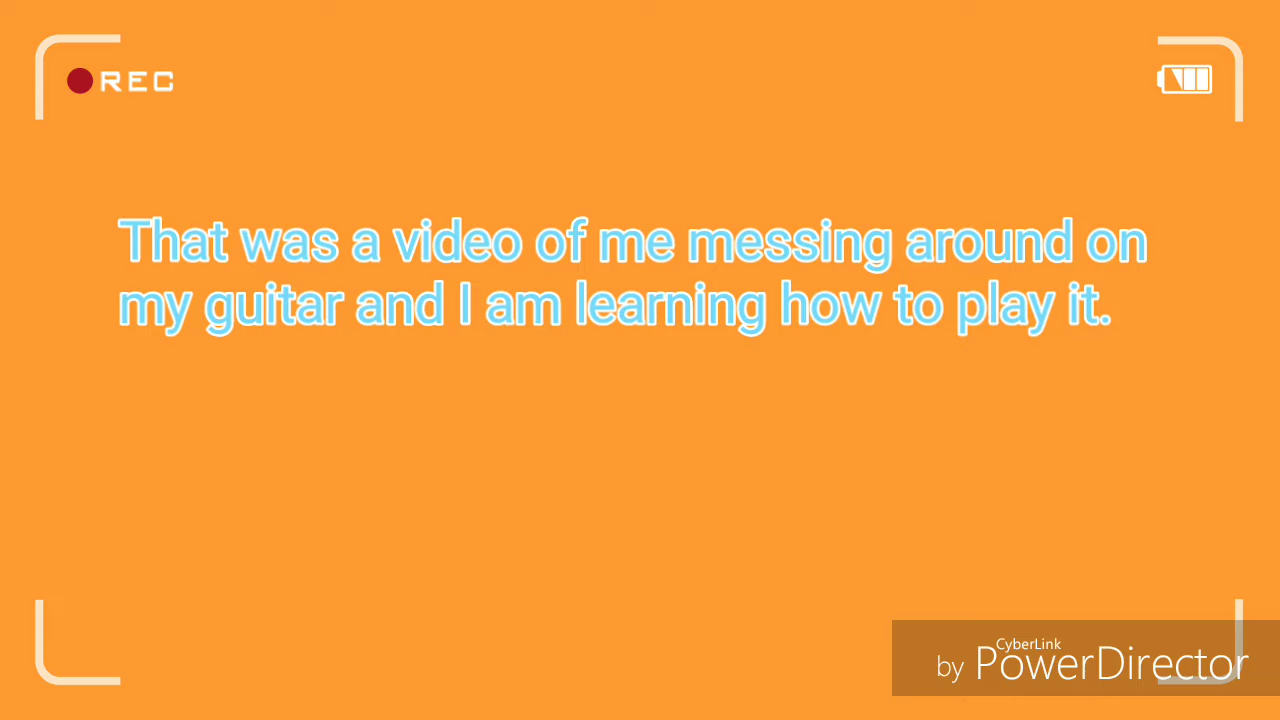 REC
That was a video of me messing around on
my guitar and I am learning how to play it.
CyberLink
by PowerDirector